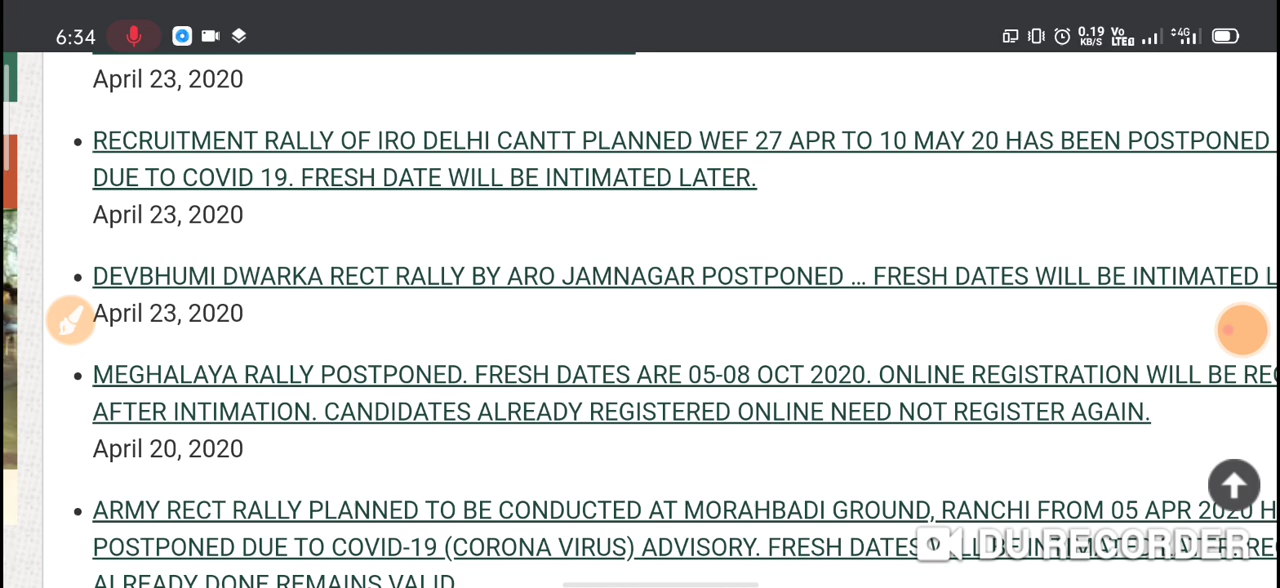 6:34
0.19 KB/S
Vo LTE
4G
April 23, 2020
RECRUITMENT RALLY OF IRO DELHI CANTT PLANNED WEF 27 APR TO 10 MAY 20 HAS BEEN POSTPONED
DUE TO COVID 19. FRESH DATE WILL BE INTIMATED LATER.
April 23, 2020
DEVBHUMI DWARKA RECT RALLY BY ARO JAMNAGAR POSTPONED ... FRESH DATES WILL BE INTIMATED L
April 23, 2020
MEGHALAYA RALLY POSTPONED. FRESH DATES ARE 05-08 OCT 2020. ONLINE REGISTRATION WILL BE
AFTER INTIMATION. CANDIDATES ALREADY REGISTERED ONLINE NEED NOT REGISTER AGAIN.
April 20, 2020
ARMY RECT RALLY PLANNED TO BE CONDUCTED AT MORAHBADI GROUND, RANCHI FROM 05 APR 2020 H
POSTPONED DUE TO COVID-19 (CORONA VIRUS) ADVISORY. FRESH DATES
DU RECORDER
ALREADY DONE REMAINS VALID